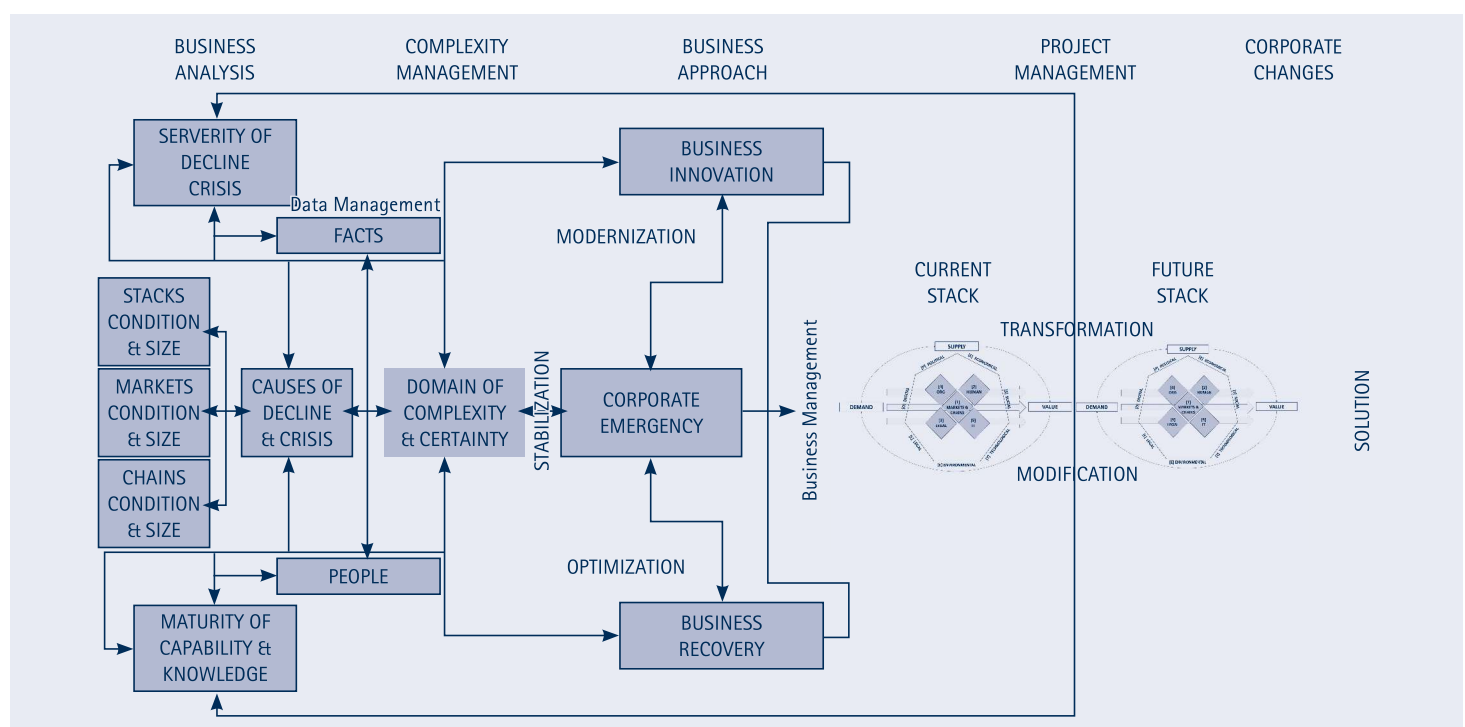 BUSINESS
ANALYSIS
COMPLEXITY
MANAGEMENT
BUSINESS
APPROACH
PROJECT
MANAGEMENT
CORPORATE
CHANGES
SERVERITY OF
DECLINE
CRISIS
Data Management
FACTS
BUSINESS
INNOVATION
MODERNIZATION
STACKS
CONDITION
& SIZE
MARKETS
CONDITION
& SIZE
CHAINS
CONDITION
& SIZE
CAUSES OF
DECLINE
& CRISIS
DOMAIN OF
COMPLEXITY
& CERTAINTY
STABILIZATION
CORPORATE
EMERGENCY
Business Management
CURRENT
STACK
FUTURE
STACK
TRANSFORMATION
SUPPLY
DEMAND
VALUE
SUPPLY
DEMAND
VALUE
MODIFICATION
SOLUTION
PEOPLE
OPTIMIZATION
MATURITY OF
CAPABILITY &
KNOWLEDGE
BUSINESS
RECOVERY